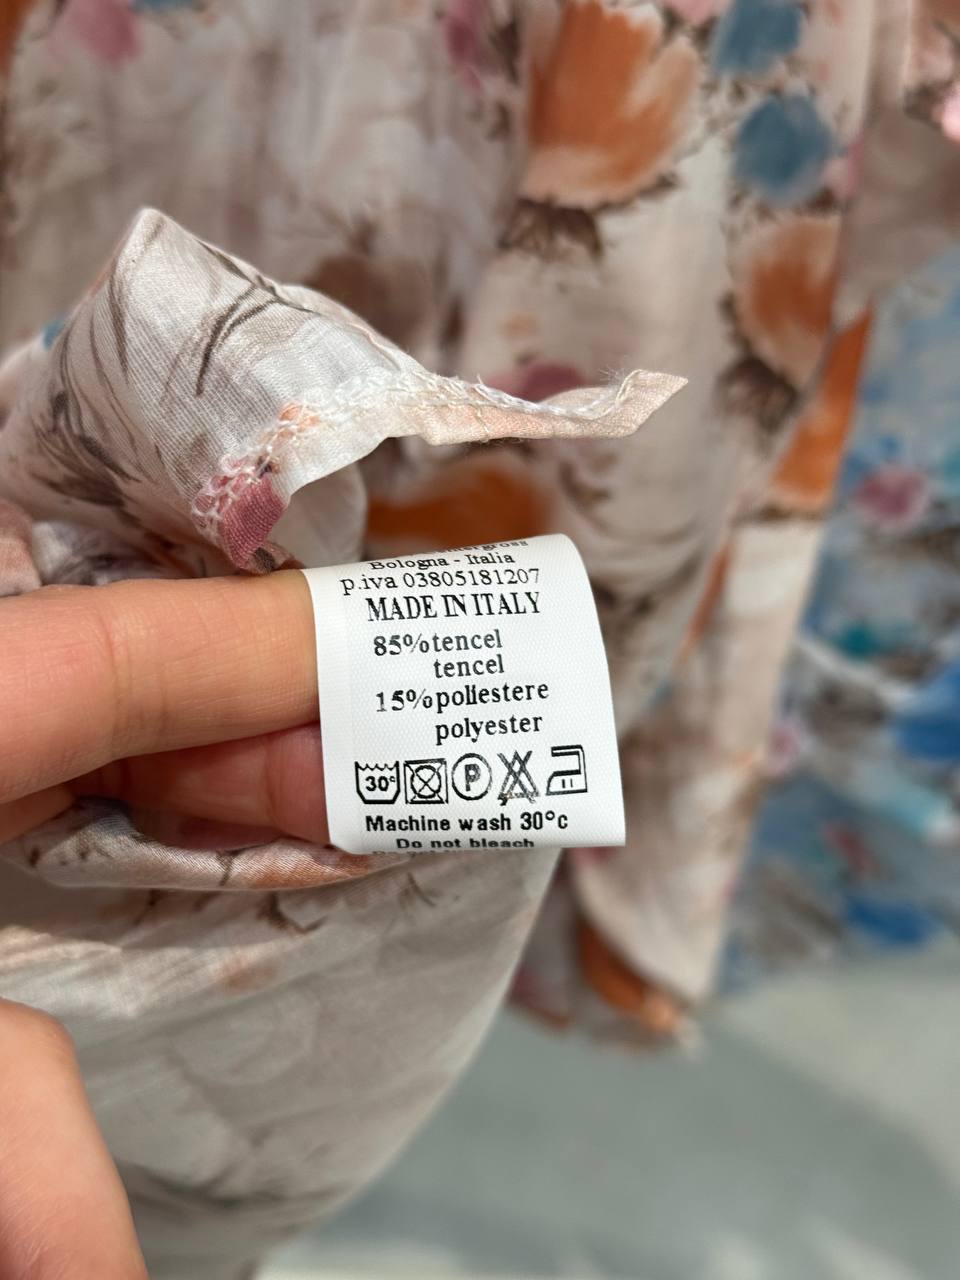 Bologna - Italia
p.iva 03805181207
MADE IN ITALY
85% tencel
tencel
15% poliestere
polyester
30° P
Machine wash 30°c
Do not bleach